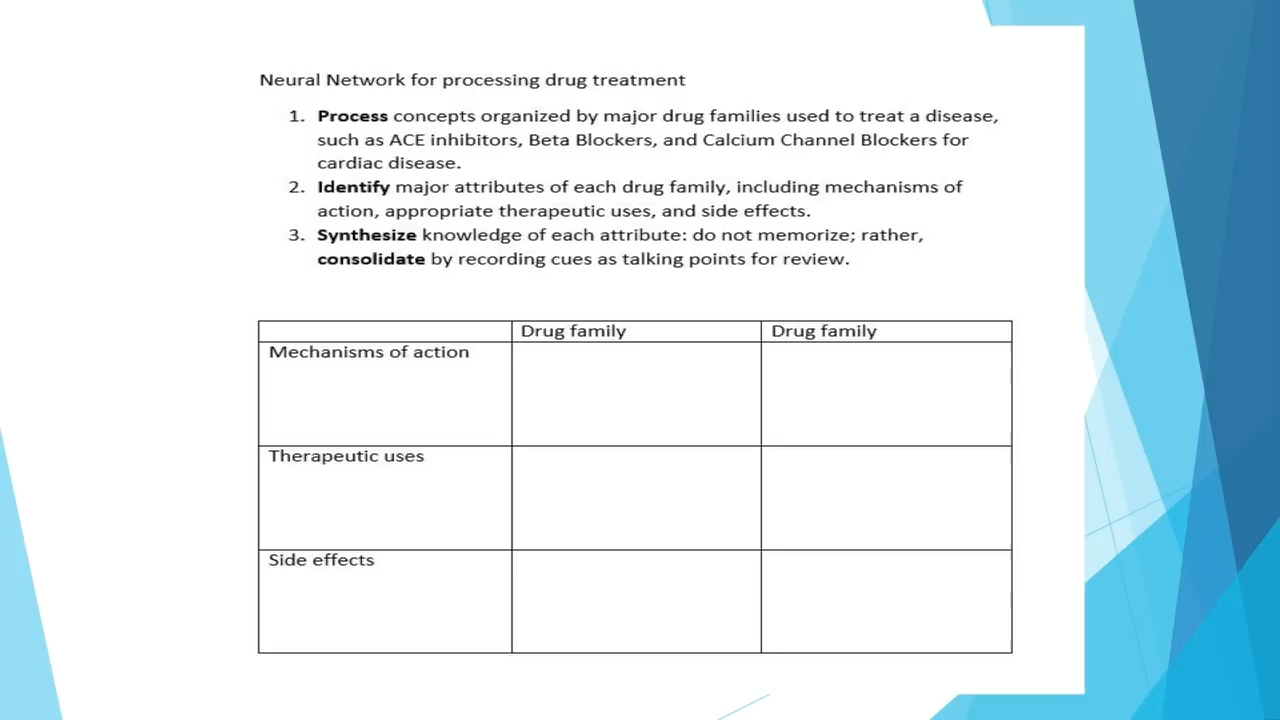 Neural Network for processing drug treatment
1. Process concepts organized by major drug families used to treat a disease,
such as ACE inhibitors, Beta Blockers, and Calcium Channel Blockers for
cardiac disease.
2. Identify major attributes of each drug family, including mechanisms of
action, appropriate therapeutic uses, and side effects.
3. Synthesize knowledge of each attribute: do not memorize; rather,
consolidate by recording cues as talking points for review.
Drug family Drug family
Mechanisms of action
Therapeutic uses
Side effects